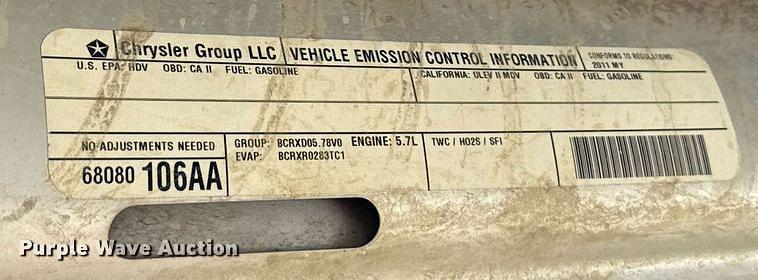 Chrysler Group LLC VEHICLE EMISSION CONTROL INFORMATION CONFORMS TO REGULATIONS:
2011 MY
U.S. EPA: HDV OBD: CA II FUEL: GASOLINE CALIFORNIA: ULEV II MDV OBD: CA II FUEL: GASOLINE
NO ADJUSTMENTS NEEDED GROUP: BCRXD05.78V0 ENGINE: 5.7L TWC / HO2S / SFI
EVAP: BCRXR0283TC1
68080 106AA
Purple Wave Auction